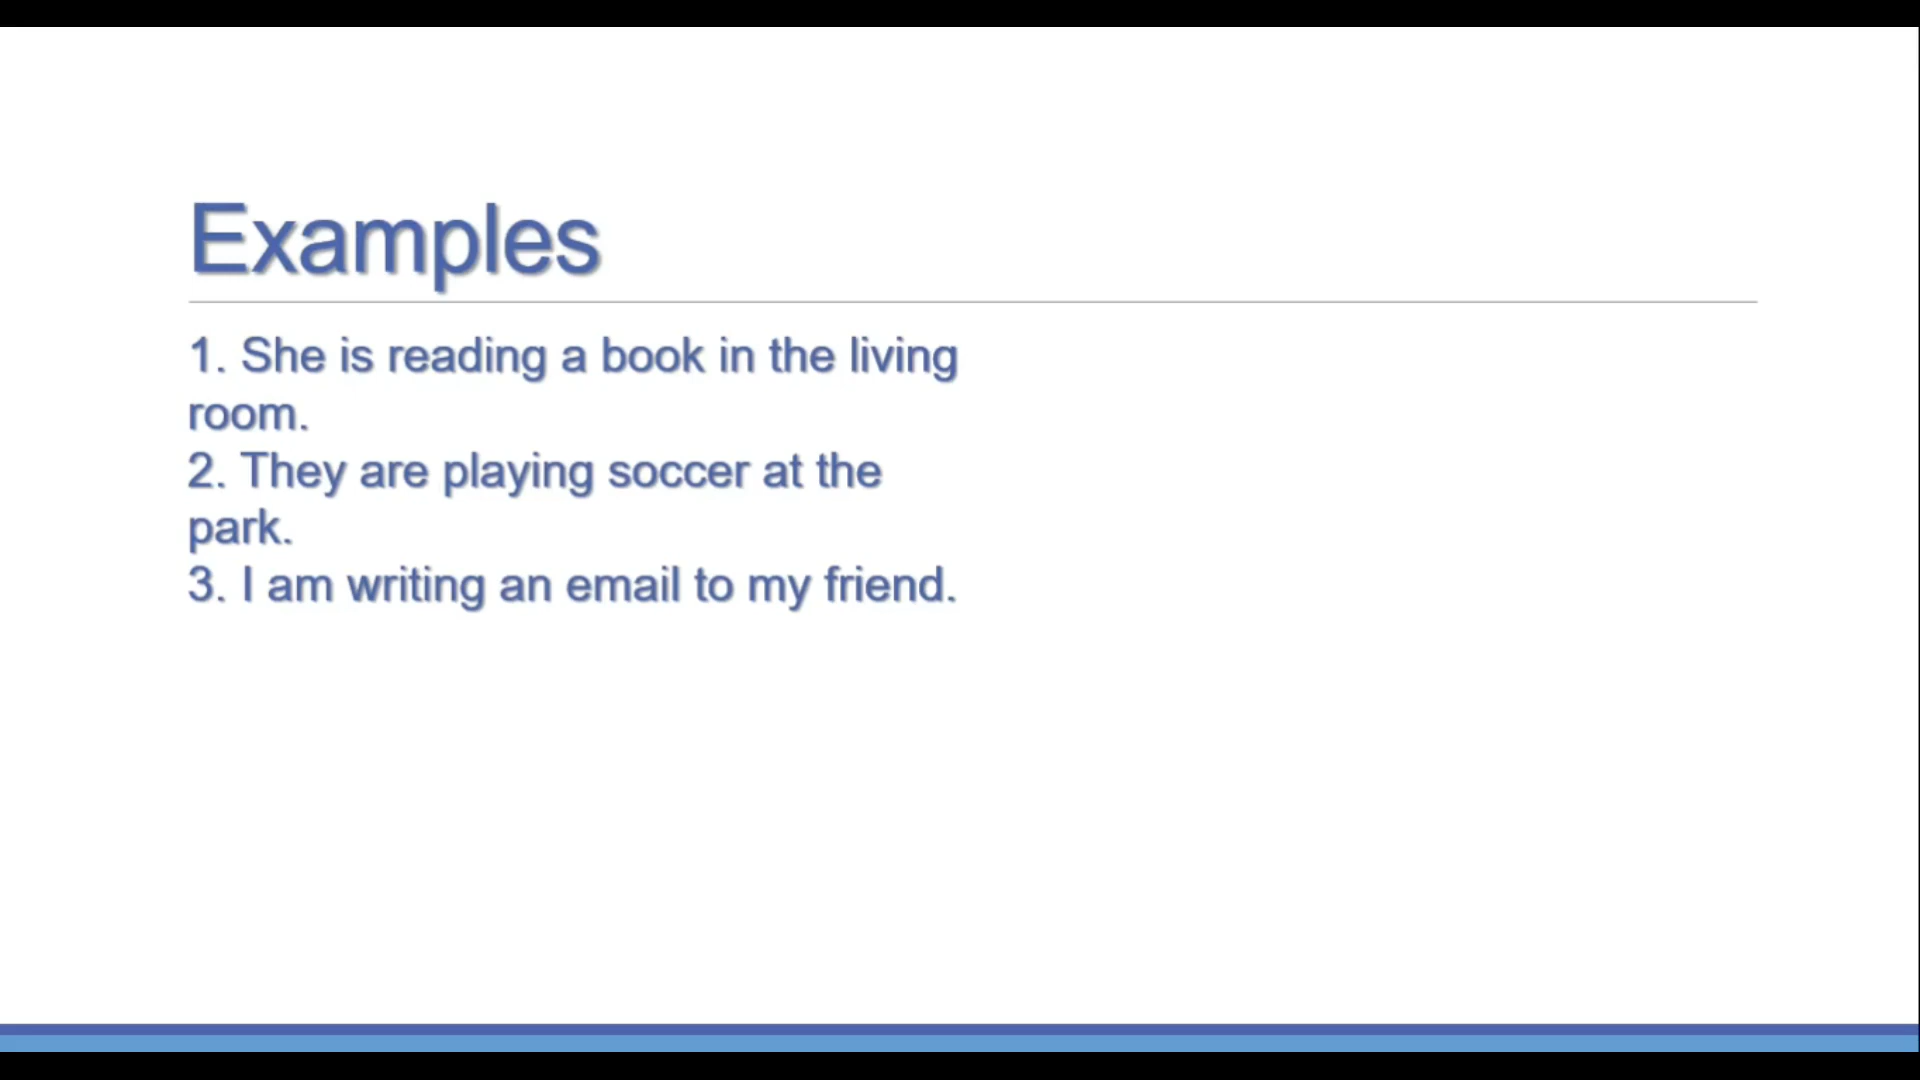 Examples
1. She is reading a book in the living
room.
2. They are playing soccer at the
park.
3. I am writing an email to my friend.